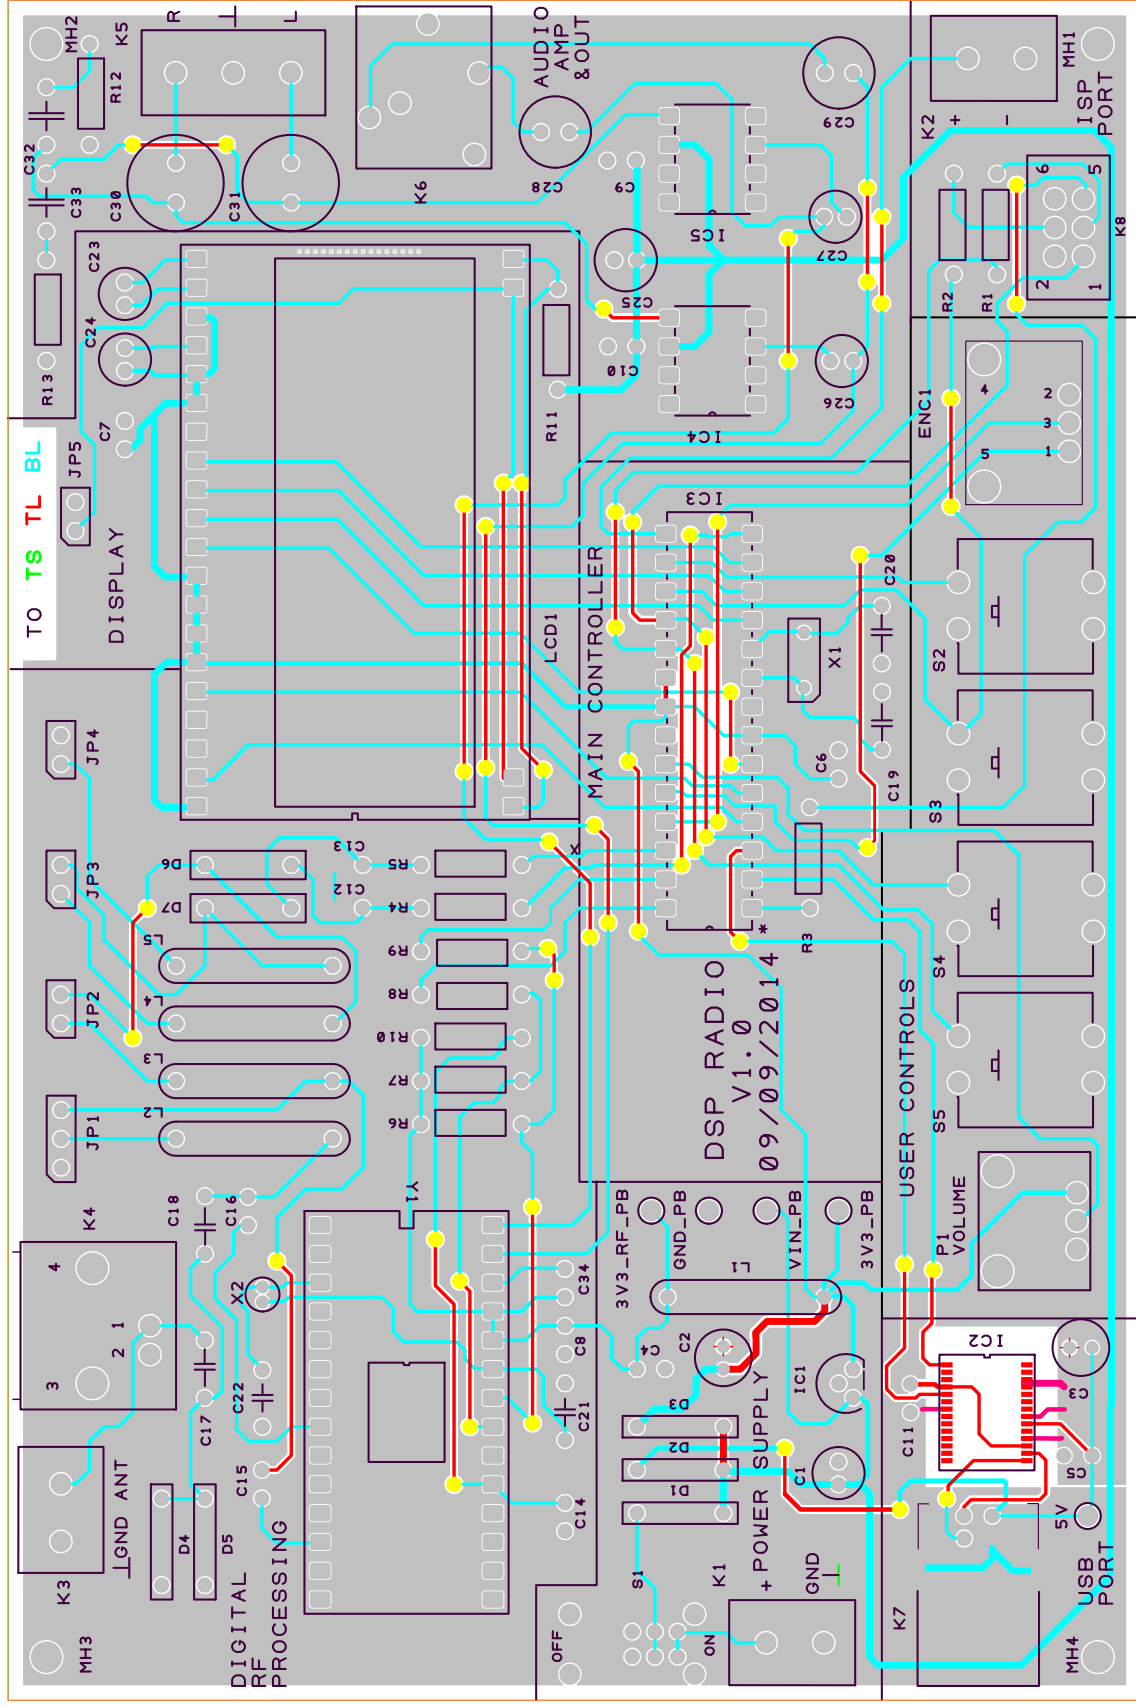 MH2
K5
R
L
R12
C32
C33
C30
C31
K6
AUDIO
AMP
&OUT
C28
C9
C29
C27
IC5
C25
C10
C26
IC4
K2
+
-
MH1
ISP
PORT
6
5
2
1
K8
R2
R1
C23
C24
R13
C7
JP5
R11
TO TS TL BL
DISPLAY
LCD1
MAIN CONTROLLER
IC3
ENC1
4
5
2
3
1
C20
X1
C6
C19
S2
S3
S4
S5
JP4
JP3
JP2
JP1
D6
D7
C13
C12
X
R5
R4
R9
R8
R10
R7
R6
L5
L4
L3
L2
R3
*
DSP RADIO
V1.0
09/09/2014
USER CONTROLS
P1
VOLUME
K4
C18
C16
Y1
4
3
1
2
X2
C17
C22
C15
C34
C8
C21
C14
3V3_RF_PB
GND_PB
VIN_PB
3V3_PB
L1
C2
C4
IC1
D3
D2
D1
C1
+POWER SUPPLY
GND
K1
S1
OFF
ON
IC2
C3
C11
C5
5V
USB
PORT
K7
MH4
K3
GND ANT
D4
D5
MH3
DIGITAL
RF
PROCESSING